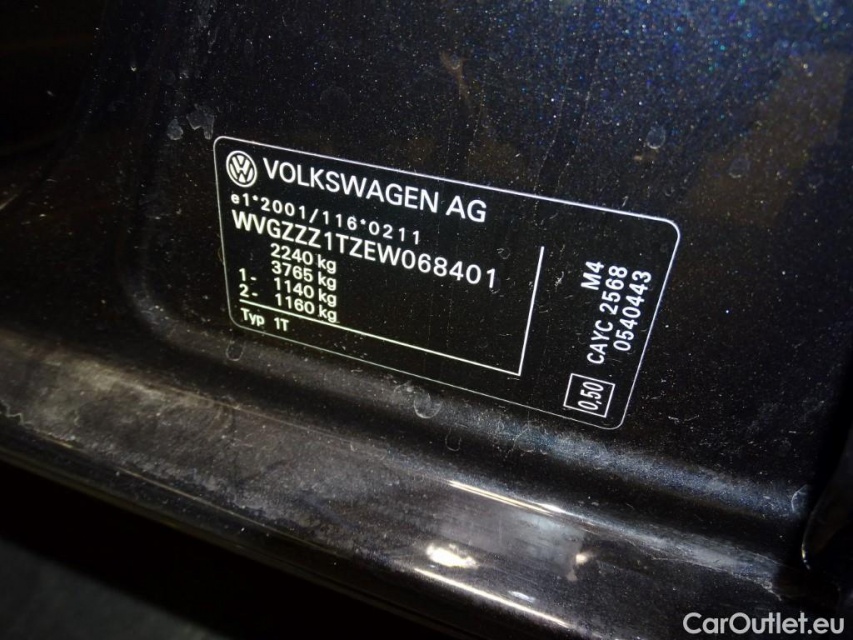 VOLKSWAGEN AG
e1*2001/116*0211
WVGZZZ1TZEW068401
2240 kg
3765 kg
1- 1140 kg
2- 1160 kg
Typ 1T
M4
CAYC 2568
0540443
0,50
CarOutlet.eu